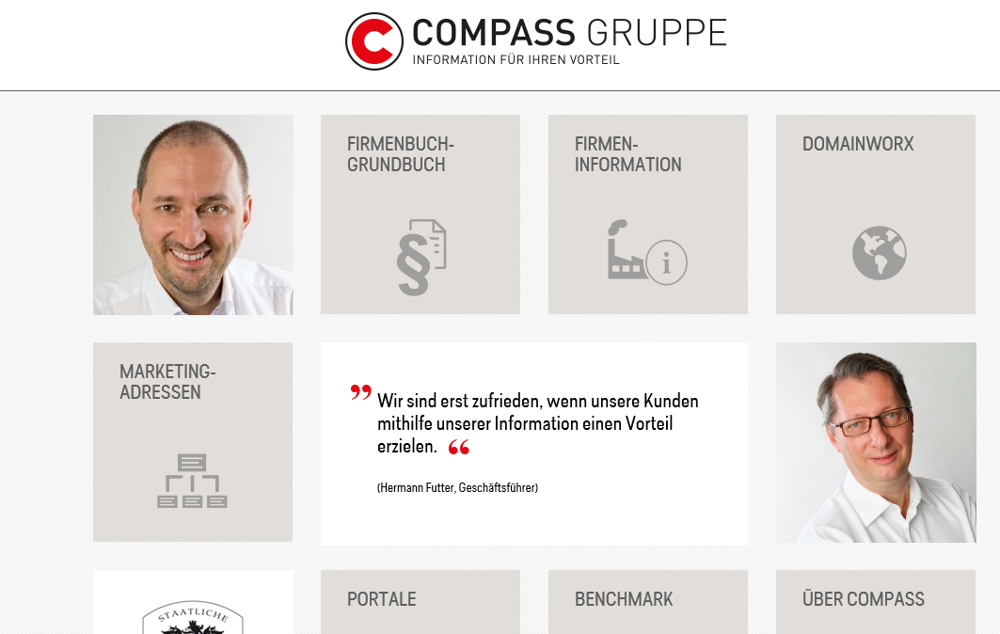 COMPASS GRUPPE
INFORMATION FÜR IHREN VORTEIL
FIRMENBUCH-
GRUNDBUCH
FIRMEN-
INFORMATION
DOMAINWORX
§
i
MARKETING-
ADRESSEN
” Wir sind erst zufrieden, wenn unsere Kunden
mithilfe unserer Information einen Vorteil
erzielen. “
(Hermann Futter, Geschäftsführer)
STAATLICHE
PORTALE
BENCHMARK
ÜBER COMPASS